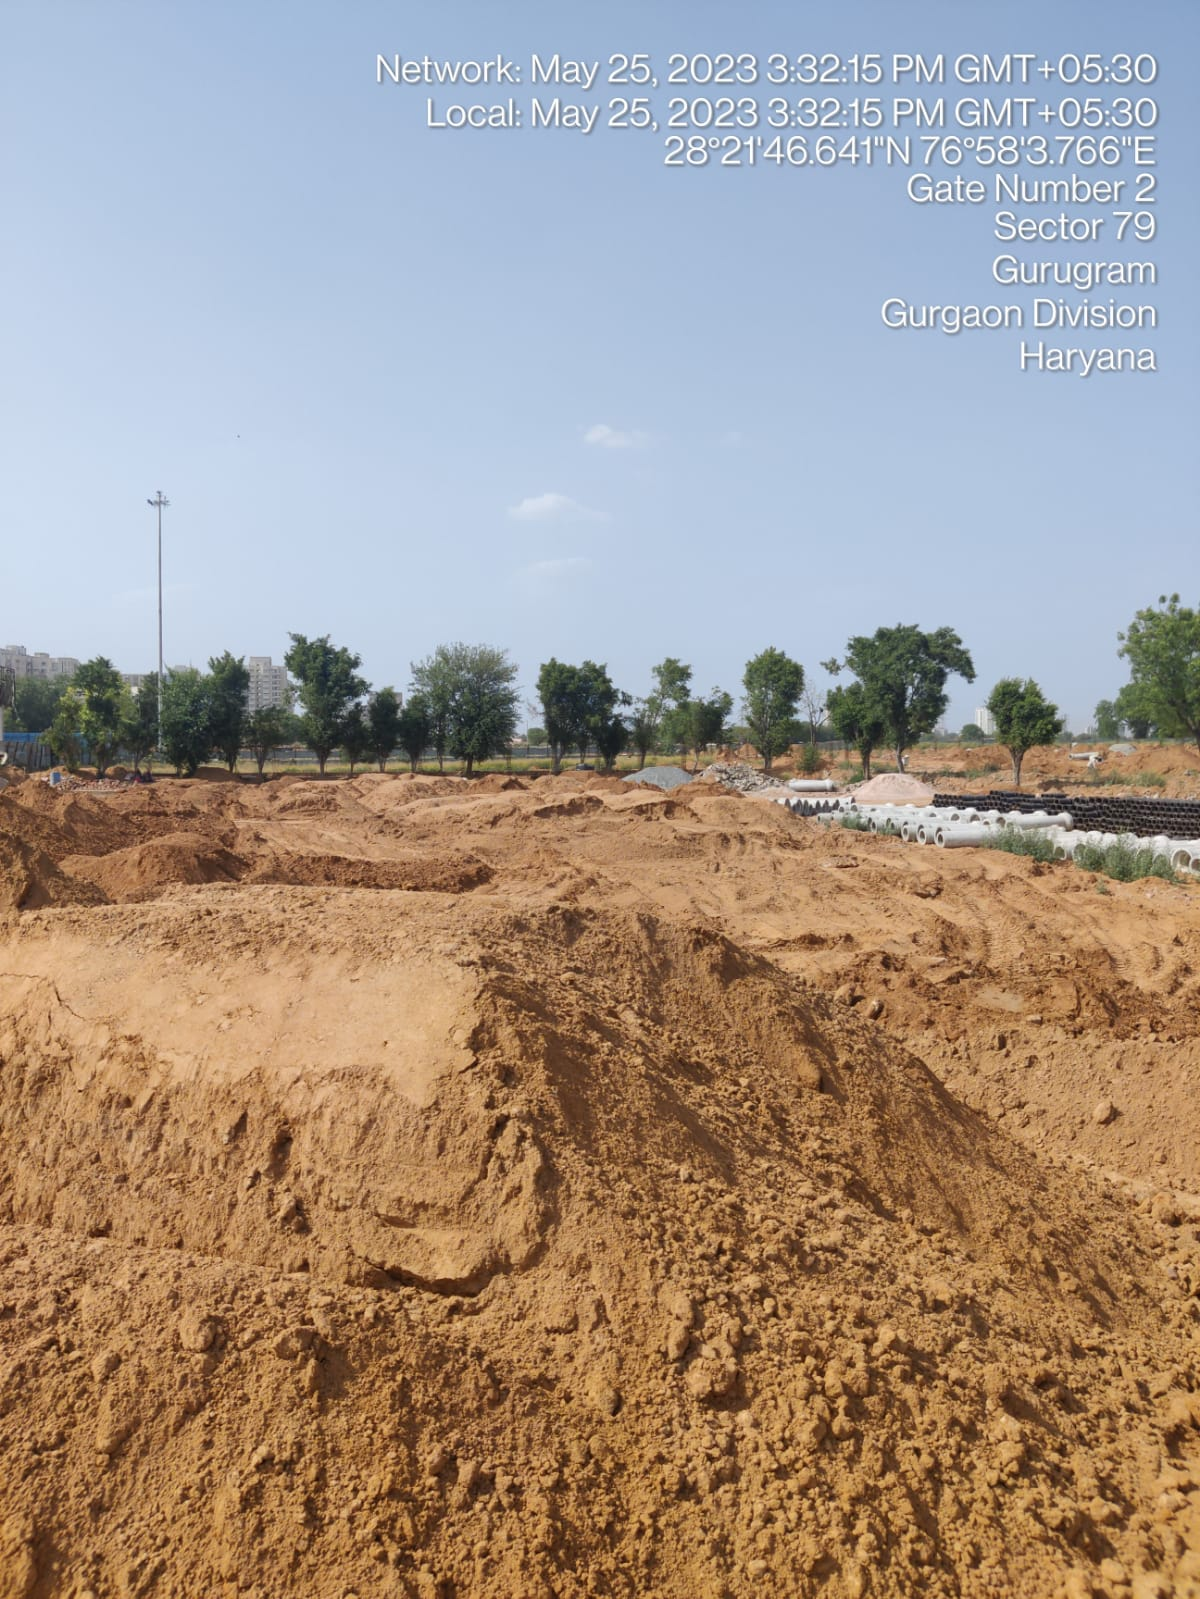 Network: May 25, 2023 3:32:15 PM GMT+05:30
Local: May 25, 2023 3:32:15 PM GMT+05:30
28°21'46.641"N 76°58'3.766"E
Gate Number 2
Sector 79
Gurugram
Gurgaon Division
Haryana